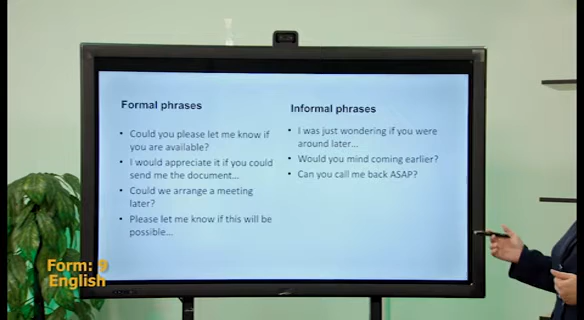 Formal phrases
• Could you please let me know if
you are available?
• I would appreciate it if you could
send me the document...
• Could we arrange a meeting
later?
• Please let me know if this will be
possible...
Informal phrases
• I was just wondering if you were
around later...
• Would you mind coming earlier?
• Can you call me back ASAP?
Form: 9
English